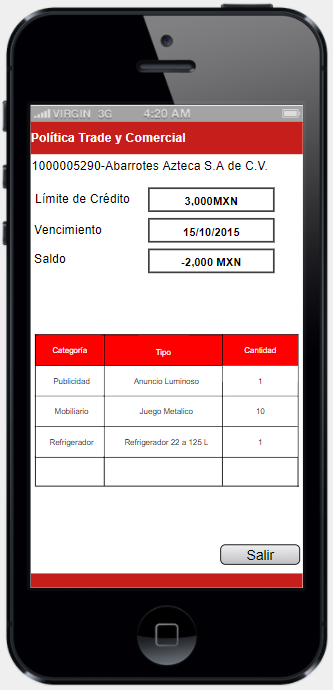 VIRGIN 3G 4:20 AM
Política Trade y Comercial
1000005290-Abarrotes Azteca S.A de C.V.
Límite de Crédito 3,000MXN
Vencimiento 15/10/2015
Saldo -2,000 MXN
Categoría Tipo Cantidad
Publicidad Anuncio Luminoso 1
Mobiliario Juego Metalico 10
Refrigerador Refrigerador 22 a 125 L 1
Salir